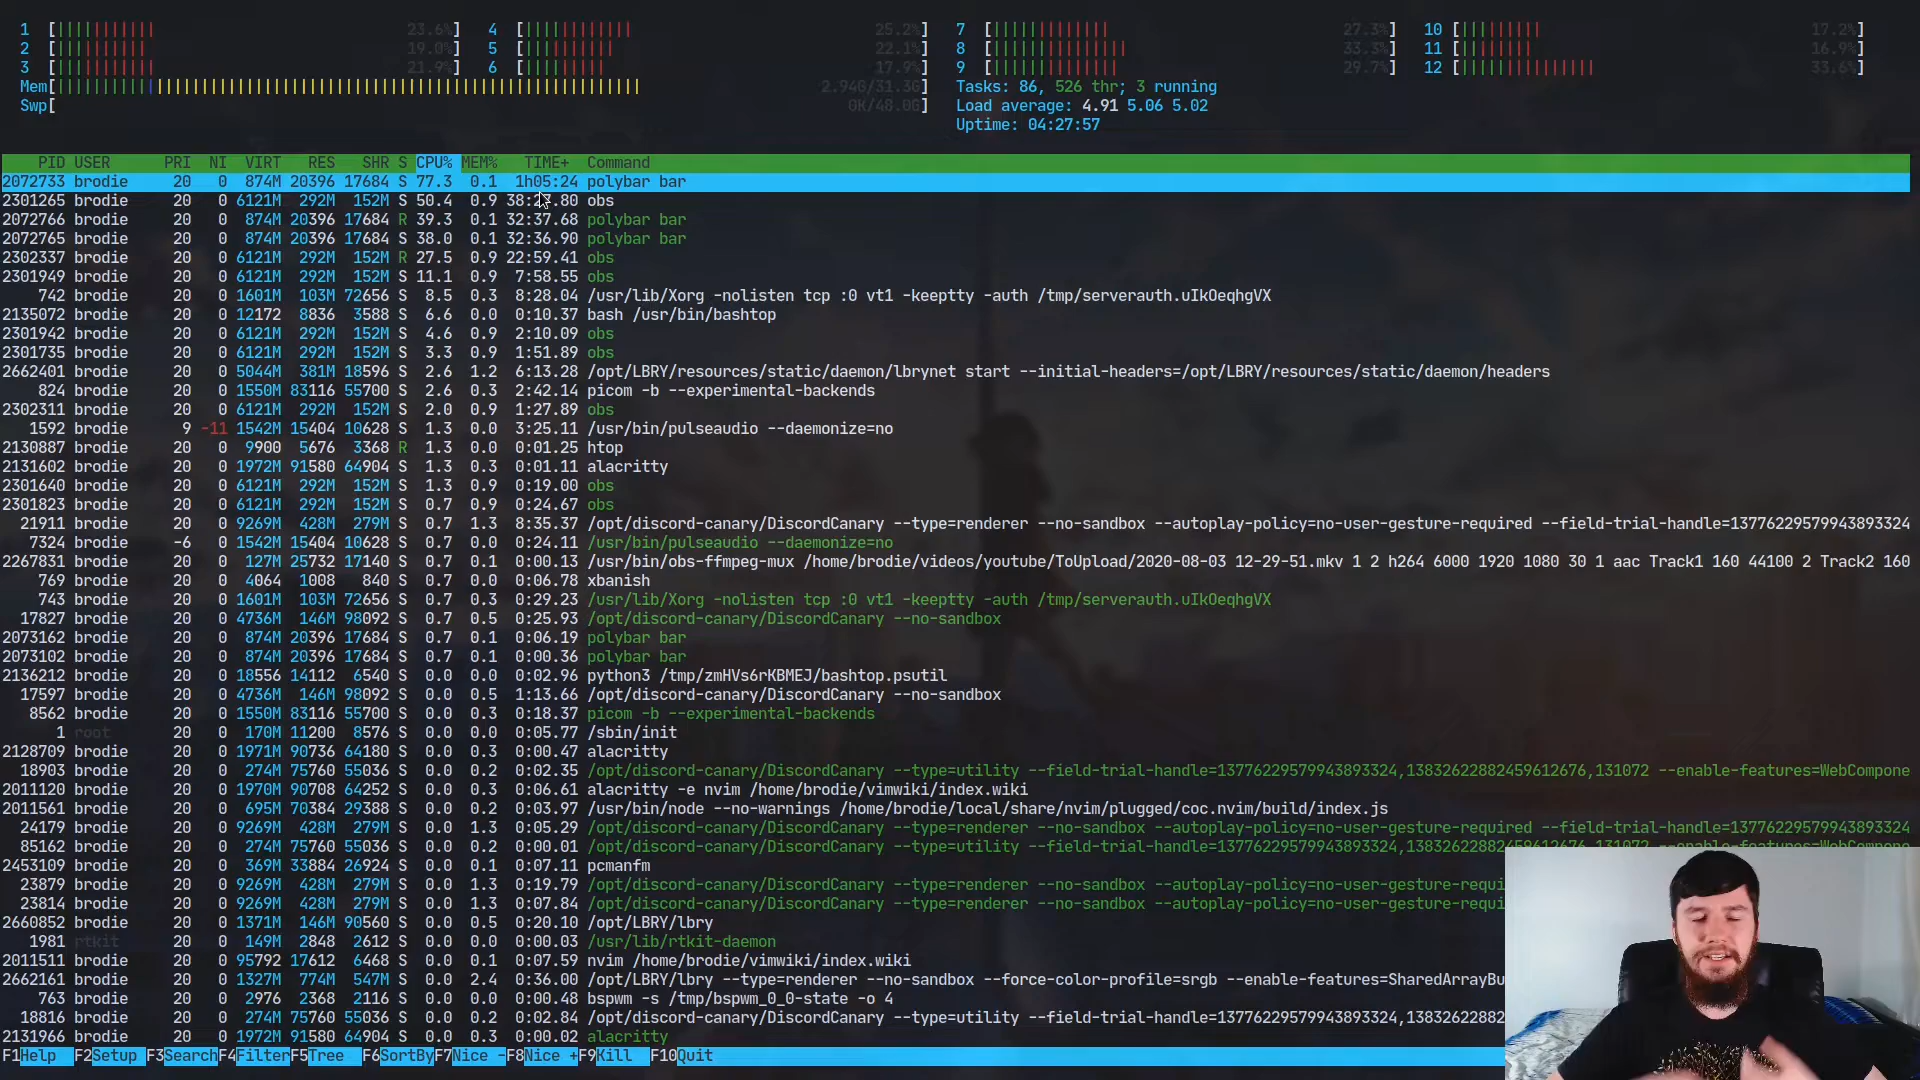 1 [|||||||||||| 23.6%] 4 [|||||||||||| 25.2%] 7 [||||||||||||| 27.3%] 10 [||||||||| 17.2%]
2 [||||||||||| 19.0%] 5 [|||||||||| 22.1%] 8 [||||||||||||||| 33.3%] 11 [|||||||| 16.9%]
3 [|||||||||||| 21.9%] 6 [||||||||| 17.9%] 9 [|||||||||||||| 29.7%] 12 [||||||||||||||| 33.6%]
Mem[||||||||||||||||||||||||||||||||||||||||||||||||||||||||||||||||| 2.94G/31.3G] Tasks: 86, 526 thr; 3 running
Swp[ 0K/48.0G] Load average: 4.91 5.06 5.02
Uptime: 04:27:57
PID USER PRI NI VIRT RES SHR S CPU% MEM% TIME+ Command
2072733 brodie 20 0 874M 20396 17684 S 77.3 0.1 1h05:24 polybar bar
2301265 brodie 20 0 6121M 292M 152M S 50.4 0.9 obs
2072766 brodie 20 0 874M 20396 17684 R 39.3 0.1 32:37.68 polybar bar
2072765 brodie 20 0 874M 20396 17684 S 38.0 0.1 32:36.90 polybar bar
2302337 brodie 20 0 6121M 292M 152M R 27.5 0.9 22:59.41 obs
2301949 brodie 20 0 6121M 292M 152M S 11.1 0.9 7:58.55 obs
742 brodie 20 0 1601M 103M 72656 S 8.5 0.3 8:28.04 /usr/lib/Xorg -nolisten tcp :0 vt1 -keeptty -auth /tmp/serverauth.uIkOeqhgVX
2135072 brodie 20 0 12172 8836 3588 S 6.6 0.0 0:10.37 bash /usr/bin/bashtop
2301942 brodie 20 0 6121M 292M 152M S 4.6 0.9 2:10.09 obs
2301735 brodie 20 0 6121M 292M 152M S 3.3 0.9 1:51.89 obs
2662401 brodie 20 0 5044M 381M 18596 S 2.6 1.2 6:13.28 /opt/LBRY/resources/static/daemon/lbrynet start --initial-headers=/opt/LBRY/resources/static/daemon/headers
824 brodie 20 0 1550M 83116 55700 S 2.6 0.3 2:42.14 picom -b --experimental-backends
2302311 brodie 20 0 6121M 292M 152M S 2.0 0.9 1:27.89 obs
1592 brodie 9 -11 1542M 15404 10628 S 1.3 0.0 3:25.11 /usr/bin/pulseaudio --daemonize=no
2130887 brodie 20 0 9900 5676 3368 R 1.3 0.0 0:01.25 htop
2131602 brodie 20 0 1972M 91580 64904 S 1.3 0.3 0:01.11 alacritty
2301640 brodie 20 0 6121M 292M 152M S 1.3 0.9 0:19.00 obs
2301823 brodie 20 0 6121M 292M 152M S 0.7 0.9 0:24.67 obs
21911 brodie 20 0 9269M 428M 279M S 0.7 1.3 8:35.37 /opt/discord-canary/DiscordCanary --type=renderer --no-sandbox --autoplay-policy=no-user-gesture-required --field-trial-handle=13776229579943893324
7324 brodie -6 0 1542M 15404 10628 S 0.7 0.0 0:24.11 /usr/bin/pulseaudio --daemonize=no
2267831 brodie 20 0 127M 25732 17140 S 0.7 0.1 0:00.13 /usr/bin/obs-ffmpeg-mux /home/brodie/videos/youtube/ToUpload/2020-08-03 12-29-51.mkv 1 2 h264 6000 1920 1080 30 1 aac Track1 160 44100 2 Track2 160
769 brodie 20 0 4064 1008 840 S 0.7 0.0 0:06.78 xbanish
743 brodie 20 0 1601M 103M 72656 S 0.7 0.3 0:29.23 /usr/lib/Xorg -nolisten tcp :0 vt1 -keeptty -auth /tmp/serverauth.uIkOeqhgVX
17827 brodie 20 0 4736M 146M 98092 S 0.7 0.5 0:25.93 /opt/discord-canary/DiscordCanary --no-sandbox
2073162 brodie 20 0 874M 20396 17684 S 0.7 0.1 0:06.19 polybar bar
2073102 brodie 20 0 874M 20396 17684 S 0.7 0.1 0:00.36 polybar bar
2136212 brodie 20 0 18556 14112 6540 S 0.0 0.0 0:02.96 python3 /tmp/zmHVs6rKBMEJ/bashtop.psutil
17597 brodie 20 0 4736M 146M 98092 S 0.0 0.5 1:13.66 /opt/discord-canary/DiscordCanary --no-sandbox
8562 brodie 20 0 1550M 83116 55700 S 0.0 0.3 0:18.37 picom -b --experimental-backends
1 root 20 0 170M 11200 8576 S 0.0 0.0 0:05.77 /sbin/init
2128709 brodie 20 0 1971M 90736 64180 S 0.0 0.3 0:00.47 alacritty
18903 brodie 20 0 274M 75760 55036 S 0.0 0.2 0:02.35 /opt/discord-canary/DiscordCanary --type=utility --field-trial-handle=13776229579943893324,13832622882459612676,131072 --enable-features=WebCompone
2011120 brodie 20 0 1970M 90708 64252 S 0.0 0.3 0:06.61 alacritty -e nvim /home/brodie/vimwiki/index.wiki
2011561 brodie 20 0 695M 70384 29388 S 0.0 0.2 0:03.97 /usr/bin/node --no-warnings /home/brodie/local/share/nvim/plugged/coc.nvim/build/index.js
24179 brodie 20 0 9269M 428M 279M S 0.0 1.3 0:05.29 /opt/discord-canary/DiscordCanary --type=renderer --no-sandbox --autoplay-policy=no-user-gesture-required --field-trial-handle=13776229579943893324
85162 brodie 20 0 274M 75760 55036 S 0.0 0.2 0:00.01 /opt/discord-canary/DiscordCanary --type=utility --field-trial-handle=13776229579943893324,13832622882459612676,131072 --enable-features=WebCompone
2453109 brodie 20 0 369M 33884 26924 S 0.0 0.1 0:07.11 pcmanfm
23879 brodie 20 0 9269M 428M 279M S 0.0 1.3 0:19.79 /opt/discord-canary/DiscordCanary --type=renderer --no-sandbox --autoplay-policy=no-user-gesture-requi
23814 brodie 20 0 9269M 428M 279M S 0.0 1.3 0:07.84 /opt/discord-canary/DiscordCanary --type=renderer --no-sandbox --autoplay-policy=no-user-gesture-requi
2660852 brodie 20 0 1371M 146M 90560 S 0.0 0.5 0:20.10 /opt/LBRY/lbry
1981 rtkit 20 0 149M 2848 2612 S 0.0 0.0 0:00.03 /usr/lib/rtkit-daemon
2011511 brodie 20 0 95792 17612 6468 S 0.0 0.1 0:07.59 nvim /home/brodie/vimwiki/index.wiki
2662161 brodie 20 0 1327M 774M 547M S 0.0 2.4 0:36.00 /opt/LBRY/lbry --type=renderer --no-sandbox --force-color-profile=srgb --enable-features=SharedArrayBu
763 brodie 20 0 2976 2368 2116 S 0.0 0.0 0:00.48 bspwm -s /tmp/bspwm_0_0-state -o 4
18816 brodie 20 0 274M 75760 55036 S 0.0 0.2 0:02.84 /opt/discord-canary/DiscordCanary --type=utility --field-trial-handle=13776229579943893324,13832622882
2131966 brodie 20 0 1972M 91580 64904 S 0.0 0.3 0:00.02 alacritty
F1Help F2Setup F3SearchF4FilterF5Tree F6SortByF7Nice -F8Nice +F9Kill F10Quit